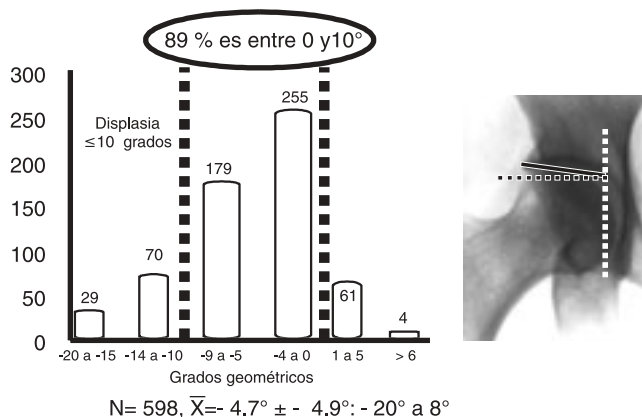 89 % es entre 0 y10°
300
250
200
150
100
50
0
Displasia
≤10 grados
29
70
179
255
61
4
-20 a -15
-14 a -10
-9 a -5
-4 a 0
1 a 5
> 6
Grados geométricos
N= 598, X̅=- 4.7° ± - 4.9°: - 20° a 8°